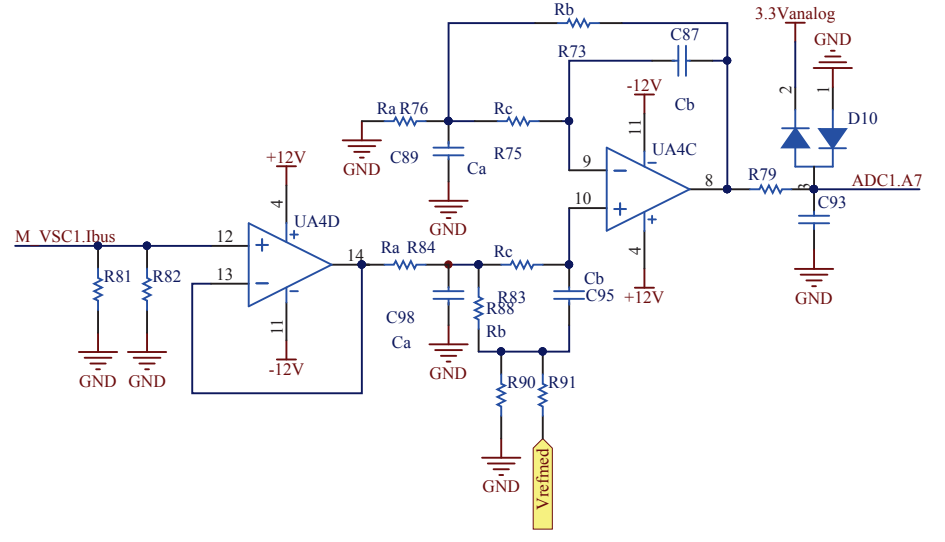 Rb
3.3Vanalog
C87
GND
R73
-12V
2
1
Ra R76
Rc
Cb
D10
11
GND
C89
Ca
R75
9
UA4C
+12V
8
R79
3
ADC1.A7
GND
10
C93
4
UA4D
M_VSC1.Ibus
12
14
Ra R84
Rc
4
13
R81
R82
Cb
GND
+12V
C95
R83
R88
C98
11
Rb
Ca
-12V
GND
GND
GND
R90
R91
GND
Vrefmed